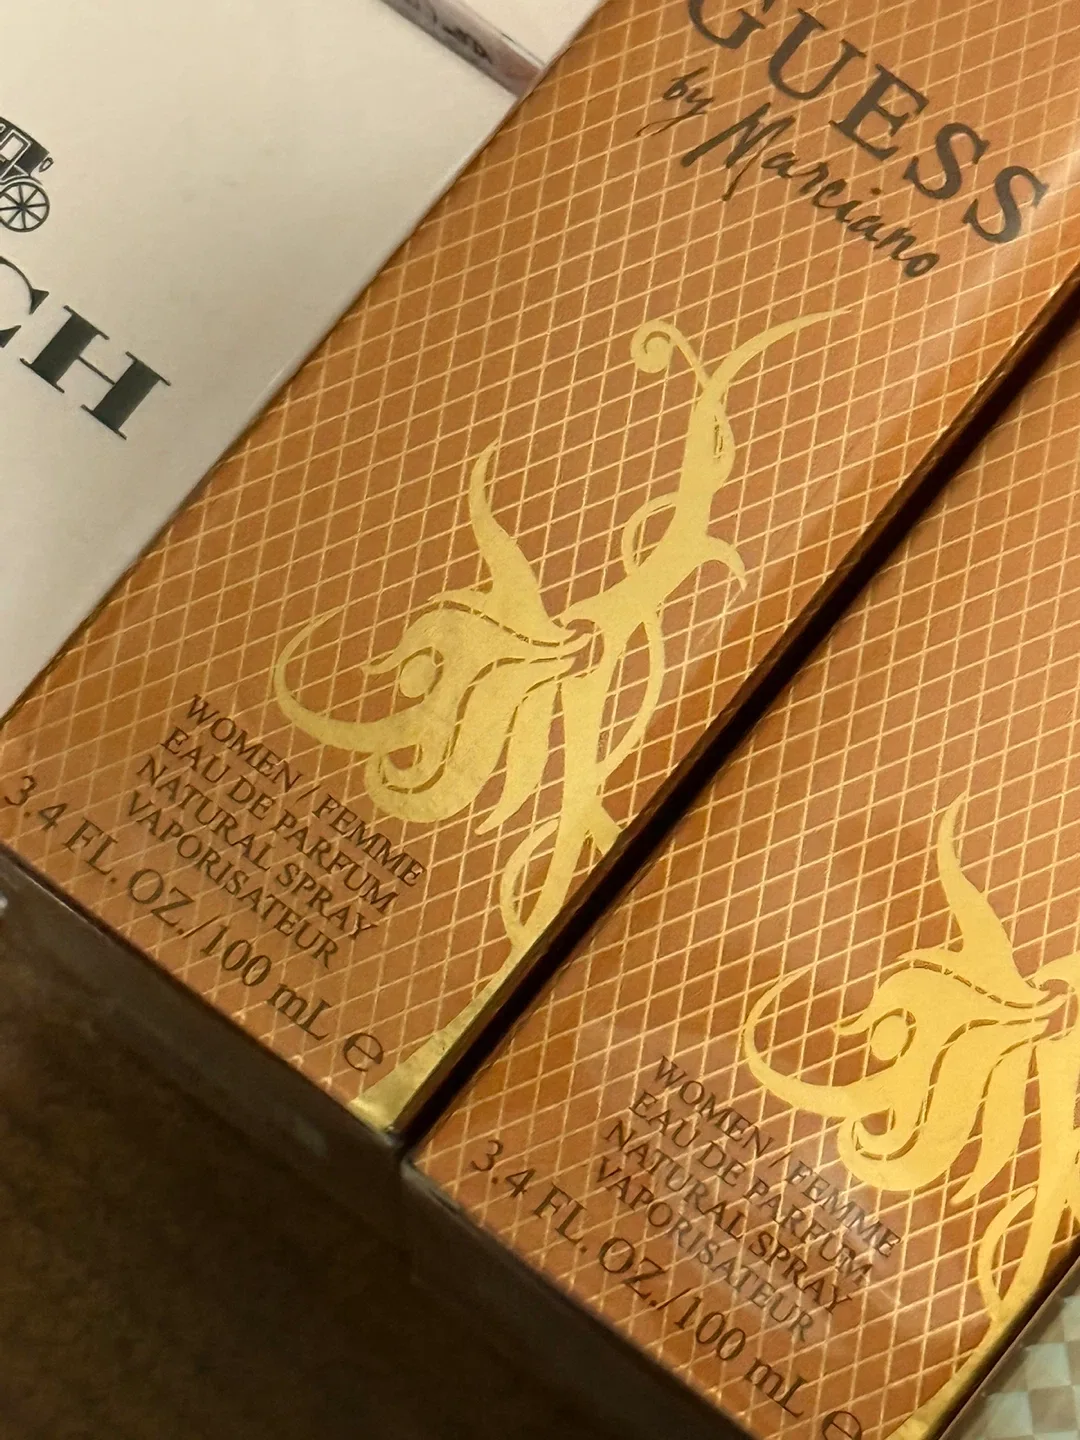 CH
GUESS
by Marciano
WOMEN / FEMME
EAU DE PARFUM
NATURAL SPRAY
VAPORISATEUR
3.4 FL. OZ./100 mL ℮
WOMEN / FEMME
EAU DE PARFUM
NATURAL SPRAY
VAPORISATEUR
3.4 FL. OZ./100 mL ℮